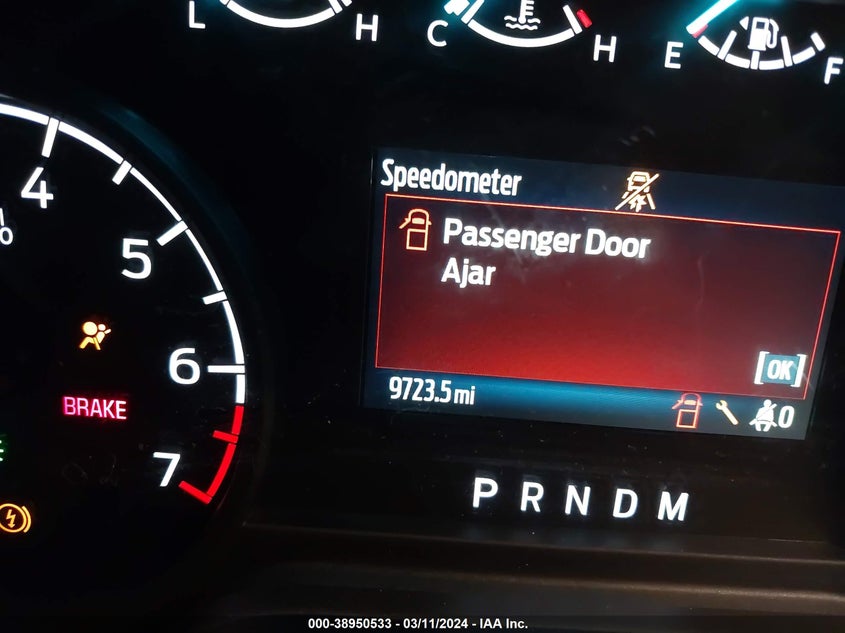 L H C H E F
Speedometer
4
Passenger Door
5
Ajar
6
OK
9723.5 mi
BRAKE
0
7
P R N D M
000-38950533 - 03/11/2024 - IAA Inc.